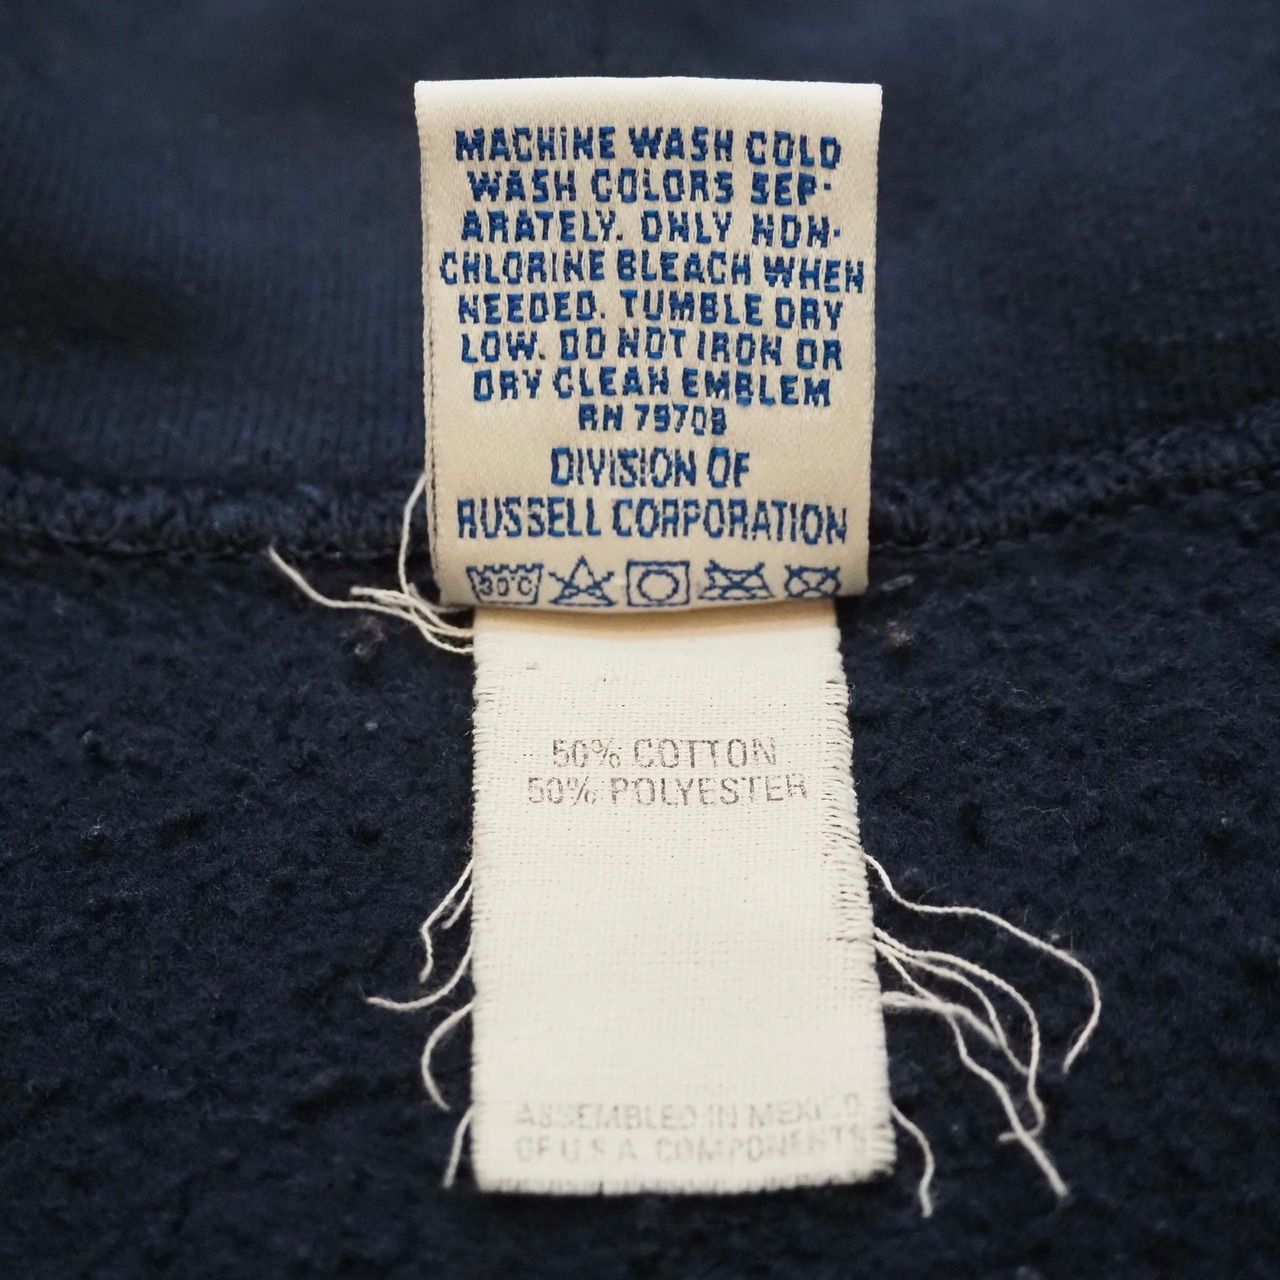 MACHINE WASH COLD
WASH COLORS SEP-
ARATELY. ONLY NON-
CHLORINE BLEACH WHEN
NEEDED. TUMBLE DRY
LOW. DO NOT IRON OR
DRY CLEAN EMBLEM
RN 79708
DIVISION OF
RUSSELL CORPORATION
30°C
50% COTTON
50% POLYESTER
ASSEMBLED IN MEXICO
OF U.S.A. COMPONENTS